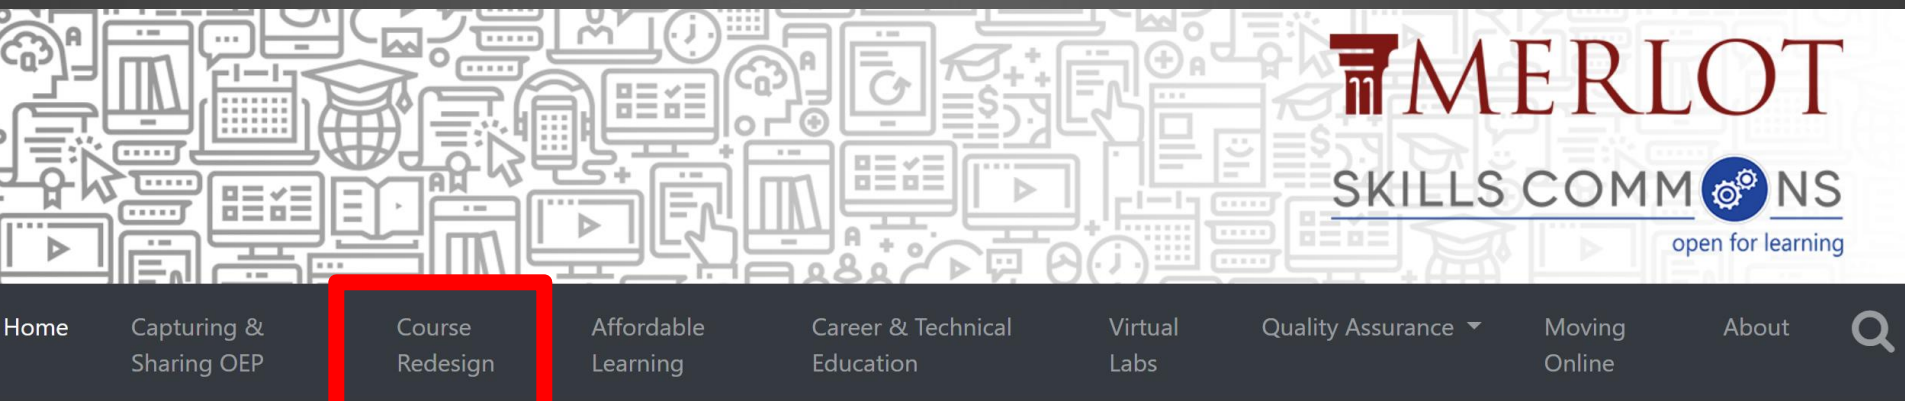 MERLOT
SKILLS COMMONS
open for learning
Home
Capturing &
Sharing OEP
Course
Redesign
Affordable
Learning
Career & Technical
Education
Virtual
Labs
Quality Assurance
Moving
Online
About